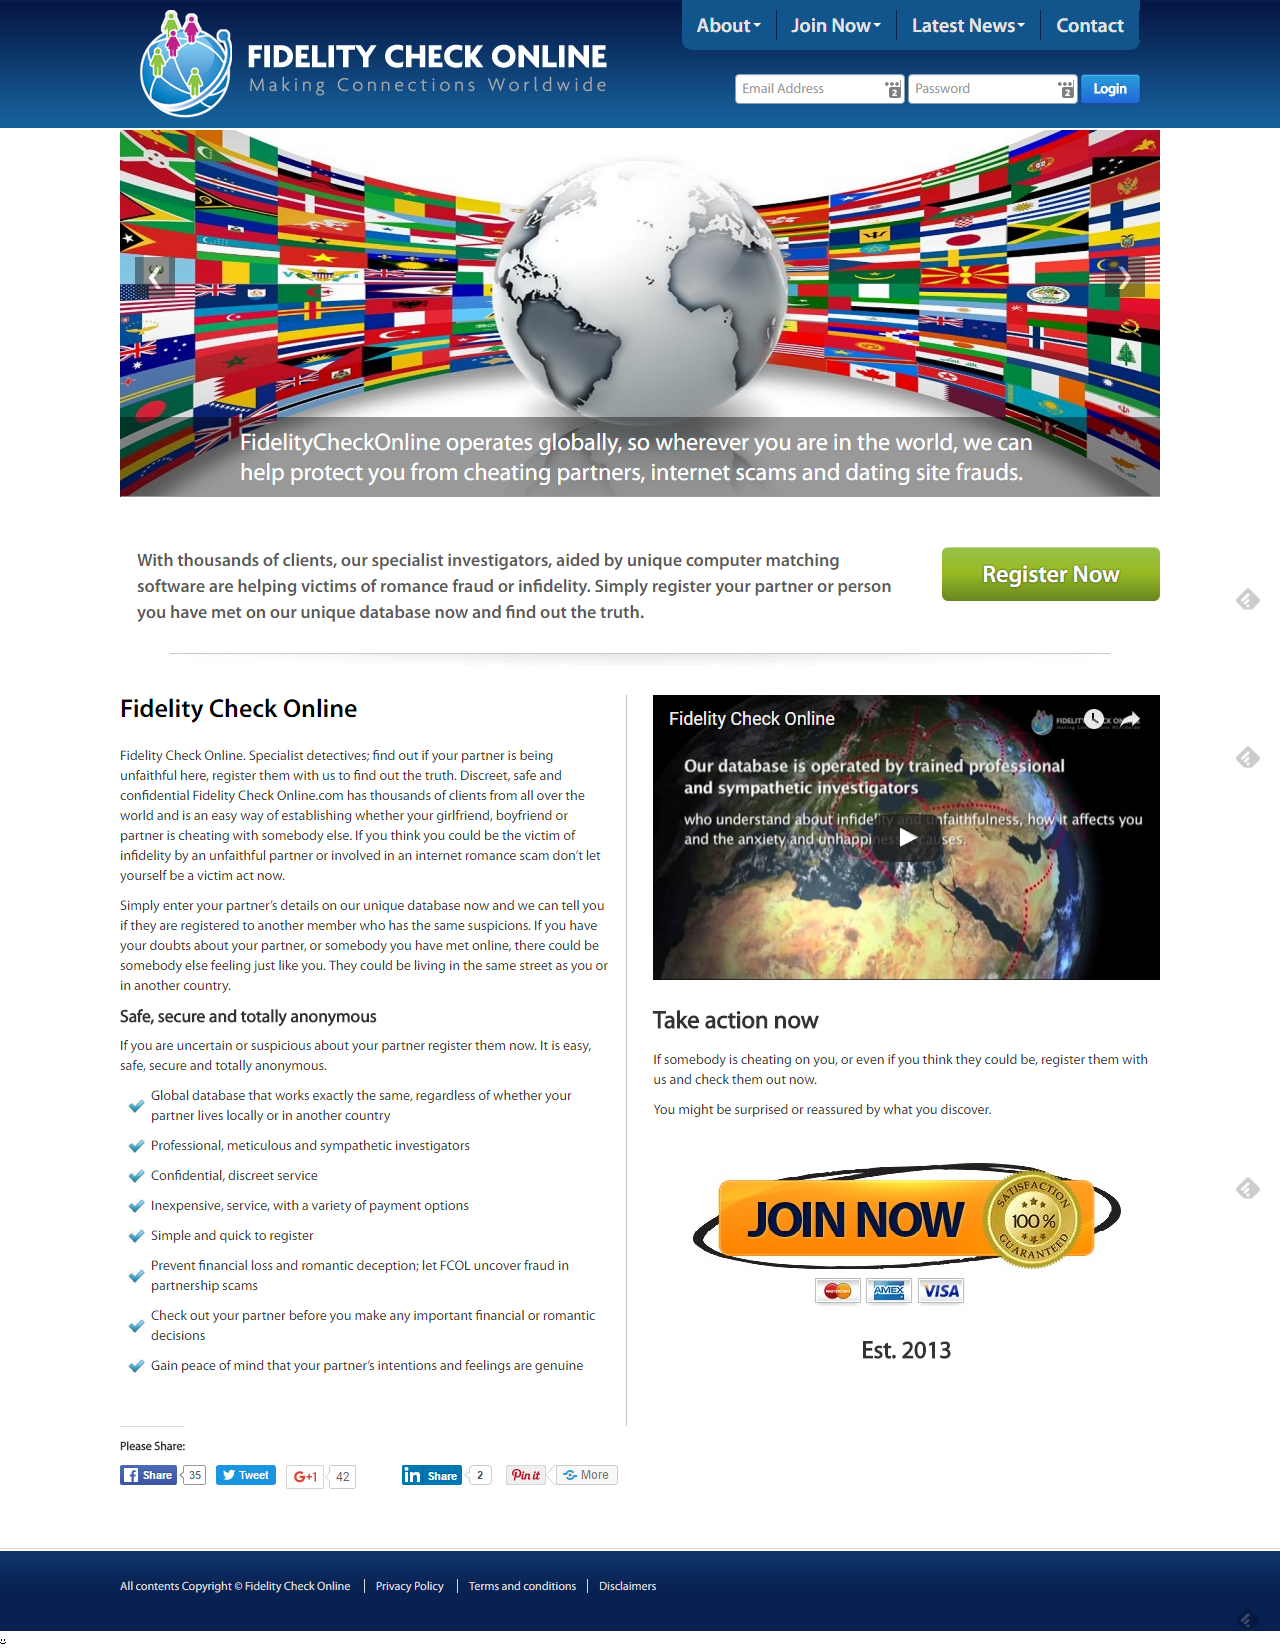 About
Join Now
Latest News
Contact
FIDELITY CHECK ONLINE
Making Connections Worldwide
Email Address
Password
Login
FidelityCheckOnline operates globally, so wherever you are in the world, we can
help protect you from cheating partners, internet scams and dating site frauds.
With thousands of clients, our specialist investigators, aided by unique computer matching
software are helping victims of romance fraud or infidelity. Simply register your partner or person
you have met on our unique database now and find out the truth.
Register Now
Fidelity Check Online
Fidelity Check Online. Specialist detectives; find out if your partner is being
unfaithful here, register them with us to find out the truth. Discreet, safe and
confidential Fidelity Check Online.com has thousands of clients from all over the
world and is an easy way of establishing whether your girlfriend, boyfriend or
partner is cheating with somebody else. If you think you could be the victim of
infidelity by an unfaithful partner or involved in an internet romance scam don't let
yourself be a victim act now.
Simply enter your partner's details on our unique database now and we can tell you
if they are registered to another member who has the same suspicions. If you have
your doubts about your partner, or somebody you have met online, there could be
somebody else feeling just like you. They could be living in the same street as you or
in another country.
Safe, secure and totally anonymous
If you are uncertain or suspicious about your partner register them now. It is easy,
safe, secure and totally anonymous.
Global database that works exactly the same, regardless of whether your
partner lives locally or in another country
Professional, meticulous and sympathetic investigators
Confidential, discreet service
Inexpensive, service, with a variety of payment options
Simple and quick to register
Prevent financial loss and romantic deception; let FCOL uncover fraud in
partnership scams
Check out your partner before you make any important financial or romantic
decisions
Gain peace of mind that your partner's intentions and feelings are genuine
Fidelity Check Online
Our database is operated by trained professional
and sympathetic investigators
who understand about infidelity and unfaithfulness, how it affects you
and the anxiety and unhappiness causes.
Take action now
If somebody is cheating on you, or even if you think they could be, register them with
us and check them out now.
You might be surprised or reassured by what you discover.
JOIN NOW
SATISFACTION
100 %
GUARANTEED
MasterCard
AMEX
VISA
Est. 2013
Please Share:
Share 35
Tweet
G+1 42
in Share 2
Pin it
More
All contents Copyright © Fidelity Check Online
Privacy Policy
Terms and conditions
Disclaimers